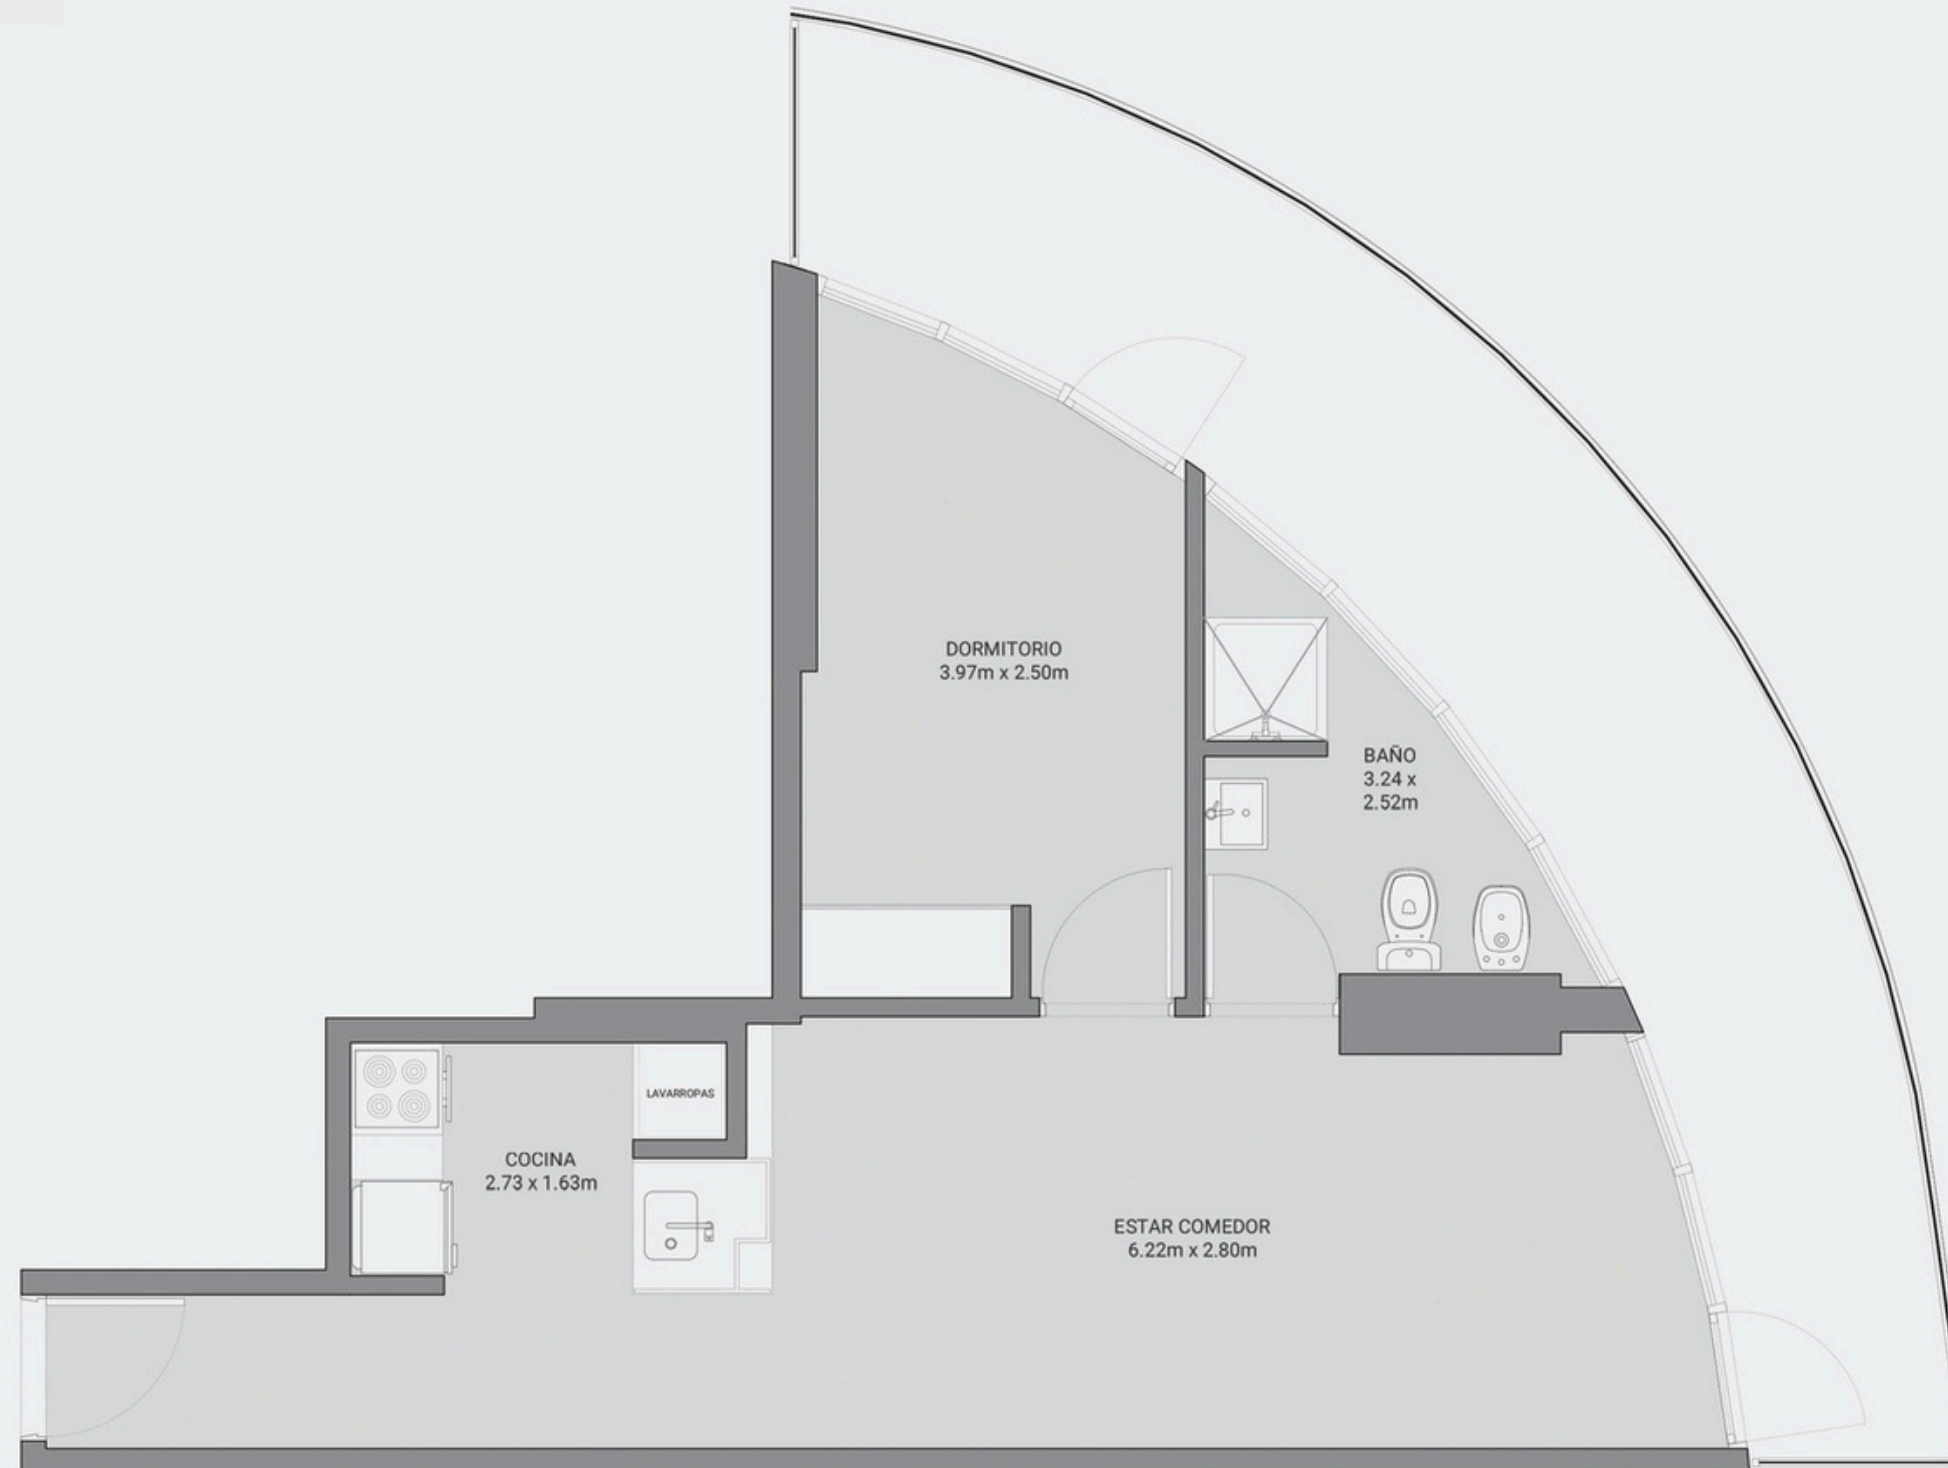 DORMITORIO
3.97m x 2.50m
BAÑO
3.24 x
2.52m
LAVARROPAS
COCINA
2.73 x 1.63m
ESTAR COMEDOR
6.22m x 2.80m